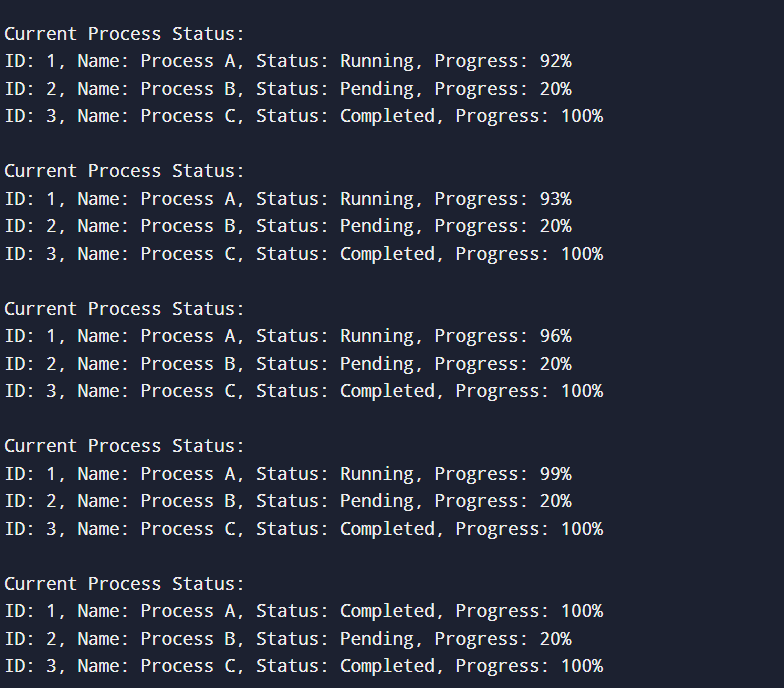 Current Process Status:
ID: 1, Name: Process A, Status: Running, Progress: 92%
ID: 2, Name: Process B, Status: Pending, Progress: 20%
ID: 3, Name: Process C, Status: Completed, Progress: 100%
Current Process Status:
ID: 1, Name: Process A, Status: Running, Progress: 93%
ID: 2, Name: Process B, Status: Pending, Progress: 20%
ID: 3, Name: Process C, Status: Completed, Progress: 100%
Current Process Status:
ID: 1, Name: Process A, Status: Running, Progress: 96%
ID: 2, Name: Process B, Status: Pending, Progress: 20%
ID: 3, Name: Process C, Status: Completed, Progress: 100%
Current Process Status:
ID: 1, Name: Process A, Status: Running, Progress: 99%
ID: 2, Name: Process B, Status: Pending, Progress: 20%
ID: 3, Name: Process C, Status: Completed, Progress: 100%
Current Process Status:
ID: 1, Name: Process A, Status: Completed, Progress: 100%
ID: 2, Name: Process B, Status: Pending, Progress: 20%
ID: 3, Name: Process C, Status: Completed, Progress: 100%